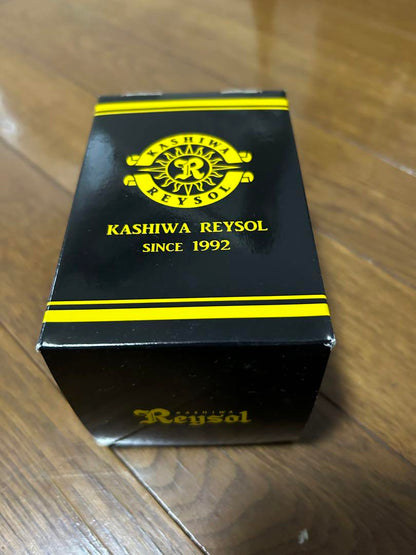 KASHIWA
R
REYSOL
KASHIWA REYSOL
SINCE 1992
KASHIWA
Reysol